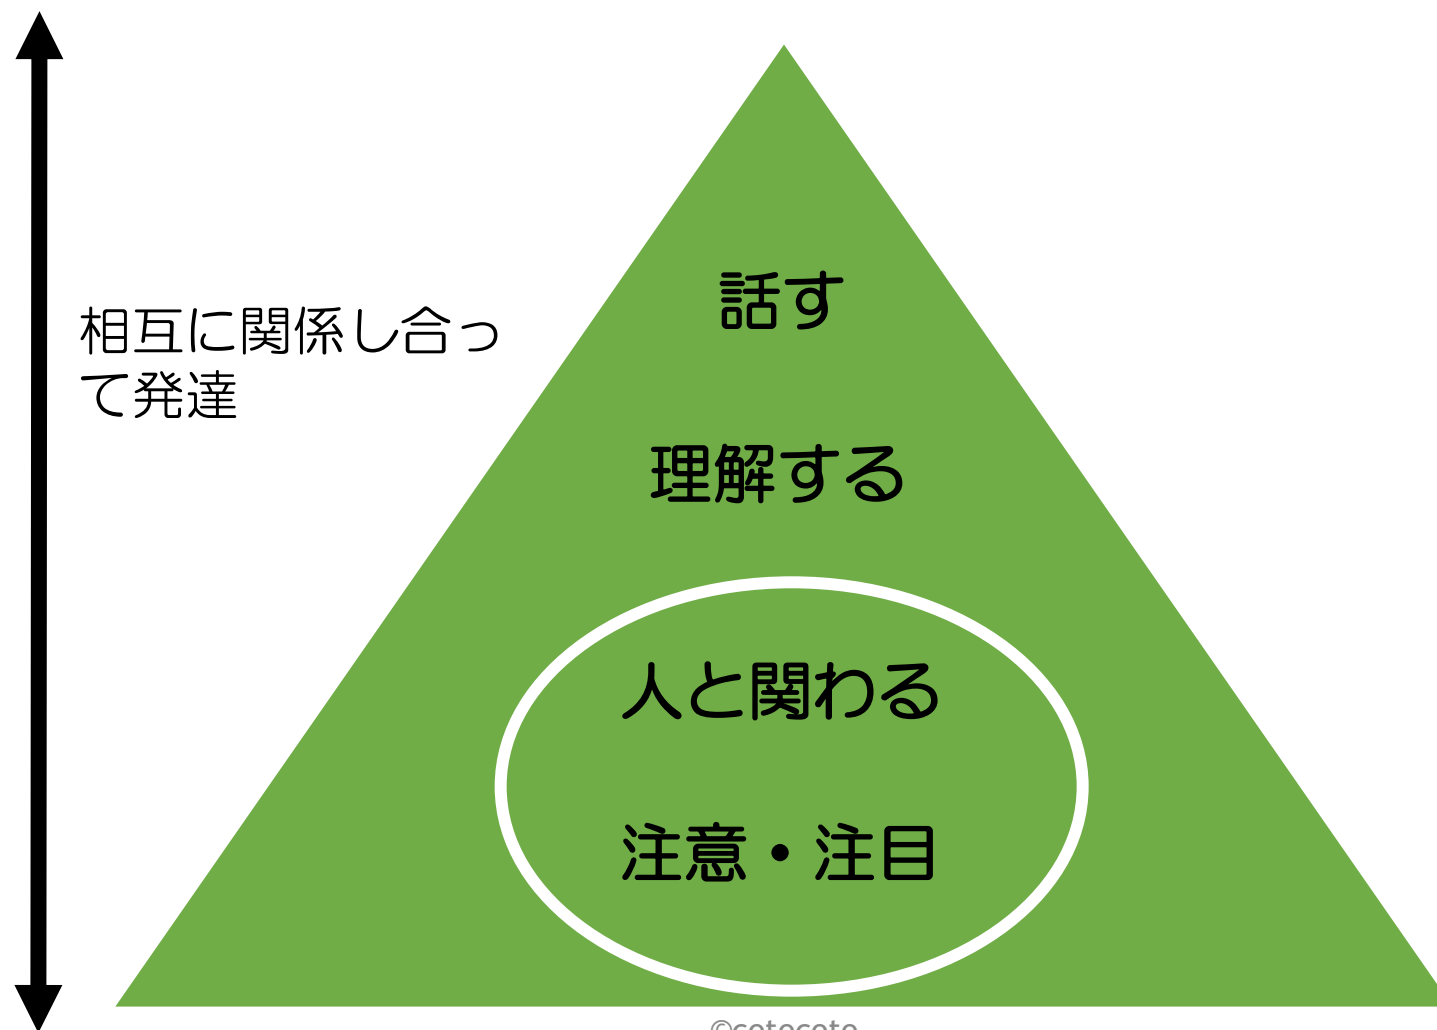 話す
相互に関係し合っ
て発達
理解する
人と関わる
注意・注目
©cotocoto